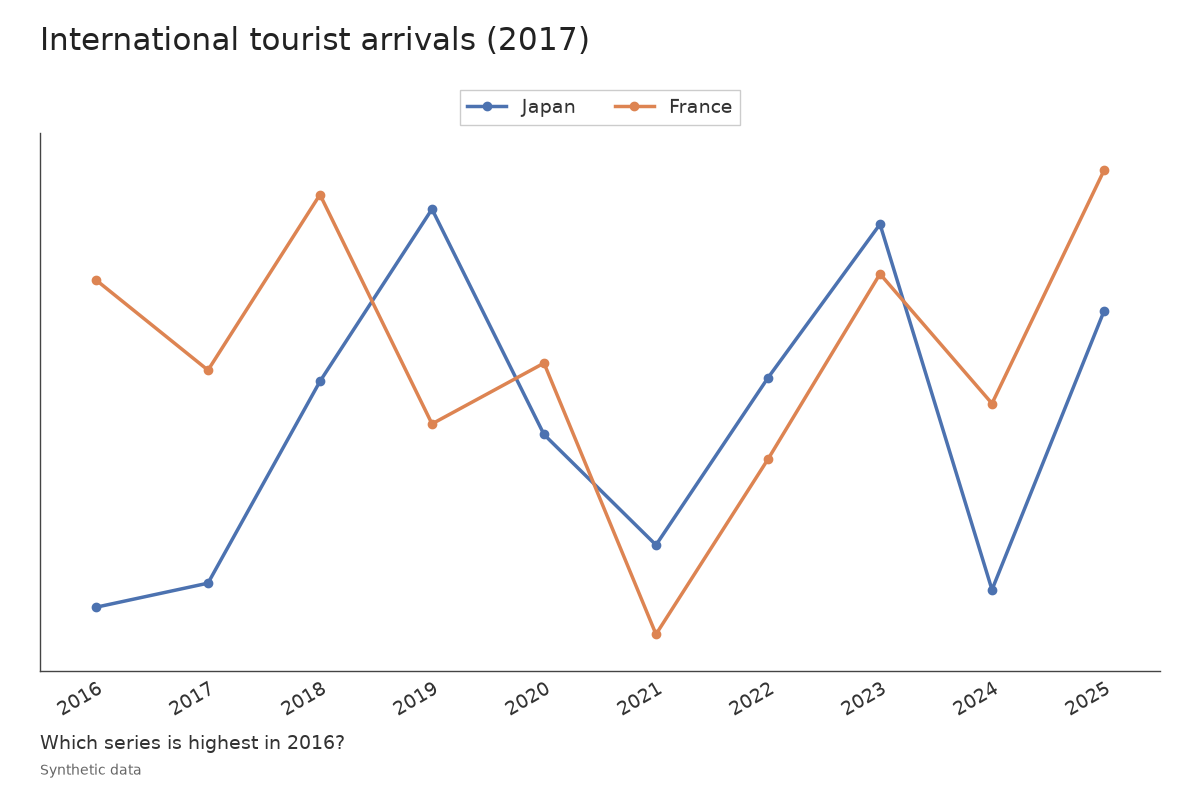 International tourist arrivals (2017)
Japan France
2016 2017 2018 2019 2020 2021 2022 2023 2024 2025
Which series is highest in 2016?
Synthetic data